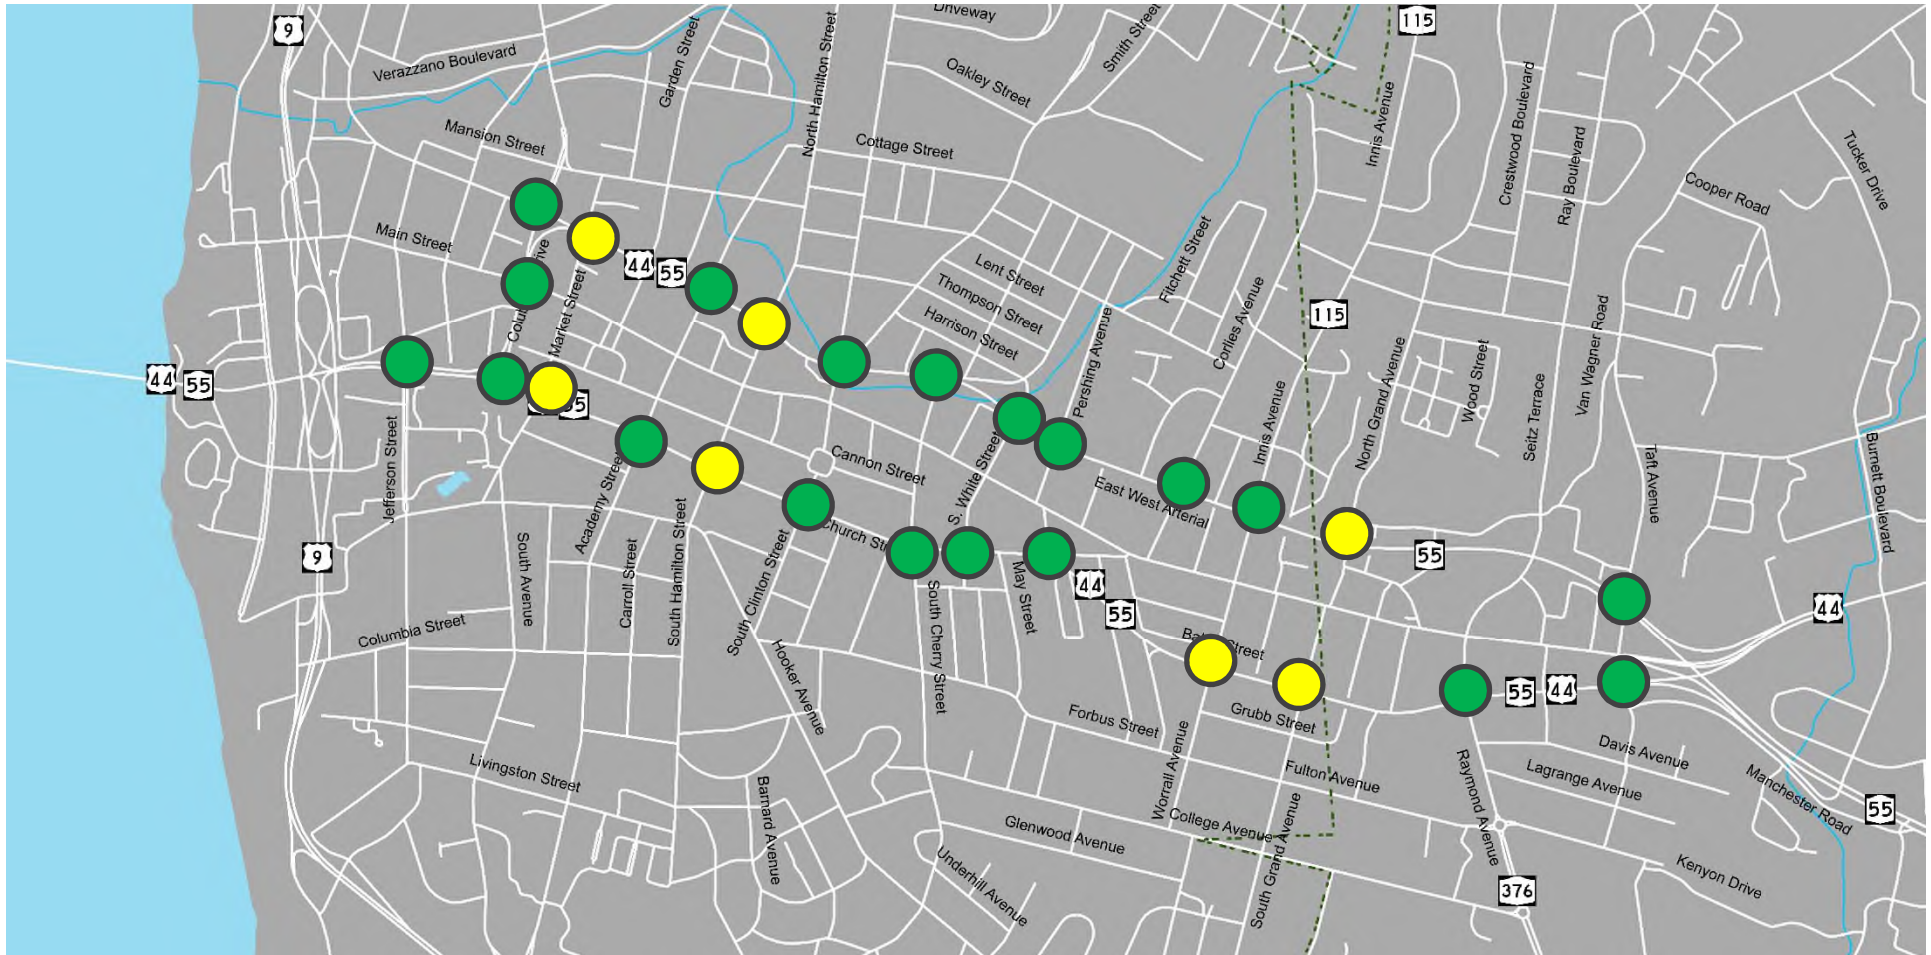 9
Driveway
115
Verazzano Boulevard
Garden Street
North Hamilton Street
Smith Street
Oakley Street
Innis Avenue
Crestwood Boulevard
Ray Boulevard
Tucker Drive
Mansion Street
Cottage Street
Cooper Road
Main Street
44
55
Market Street
Lent Street
Thompson Street
Harrison Street
Fitchett Street
Corlies Avenue
115
Pershing Avenue
North Grand Avenue
Wood Street
Seitz Terrace
Van Wagner Road
44
55
Jefferson Street
Academy Street
Cannon Street
S. White Street
East West Arterial
Innis Avenue
Taft Avenue
Burnett Boulevard
9
South Avenue
Carroll Street
South Hamilton Street
South Clinton Street
South Cherry Street
May Street
44
55
55
44
Columbia Street
Hooker Avenue
Forbus Street
Grubb Street
55
44
Livingston Street
Barnard Avenue
Worrall Avenue
Fulton Avenue
Raymond Avenue
Davis Avenue
Lagrange Avenue
Manchester Road
55
Glenwood Avenue
College Avenue
South Grand Avenue
Underhill Avenue
Kenyon Drive
376